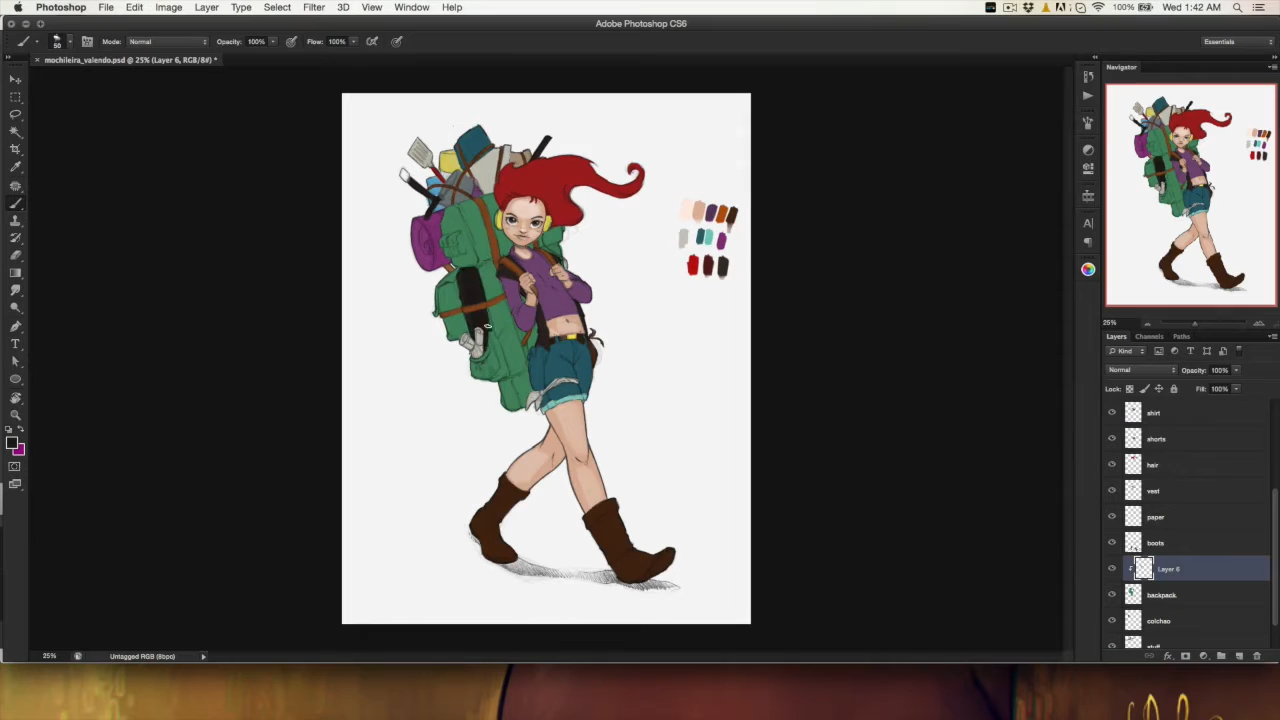 Photoshop File Edit Image Layer Type Select Filter 3D View Window Help
100% Wed 1:42 AM
Adobe Photoshop CS6
50 Mode: Normal Opacity: 100% Flow: 100% Essentials
mochileira_valendo.psd @ 25% (Layer 6, RGB/8#) *
Navigator
25%
Layers Channels Paths
Kind
Normal Opacity: 100%
Lock: Fill: 100%
shirt
shorts
hair
vest
paper
boots
Layer 6
backpack
colchao
stuff
25% Untagged RGB (8bpc)